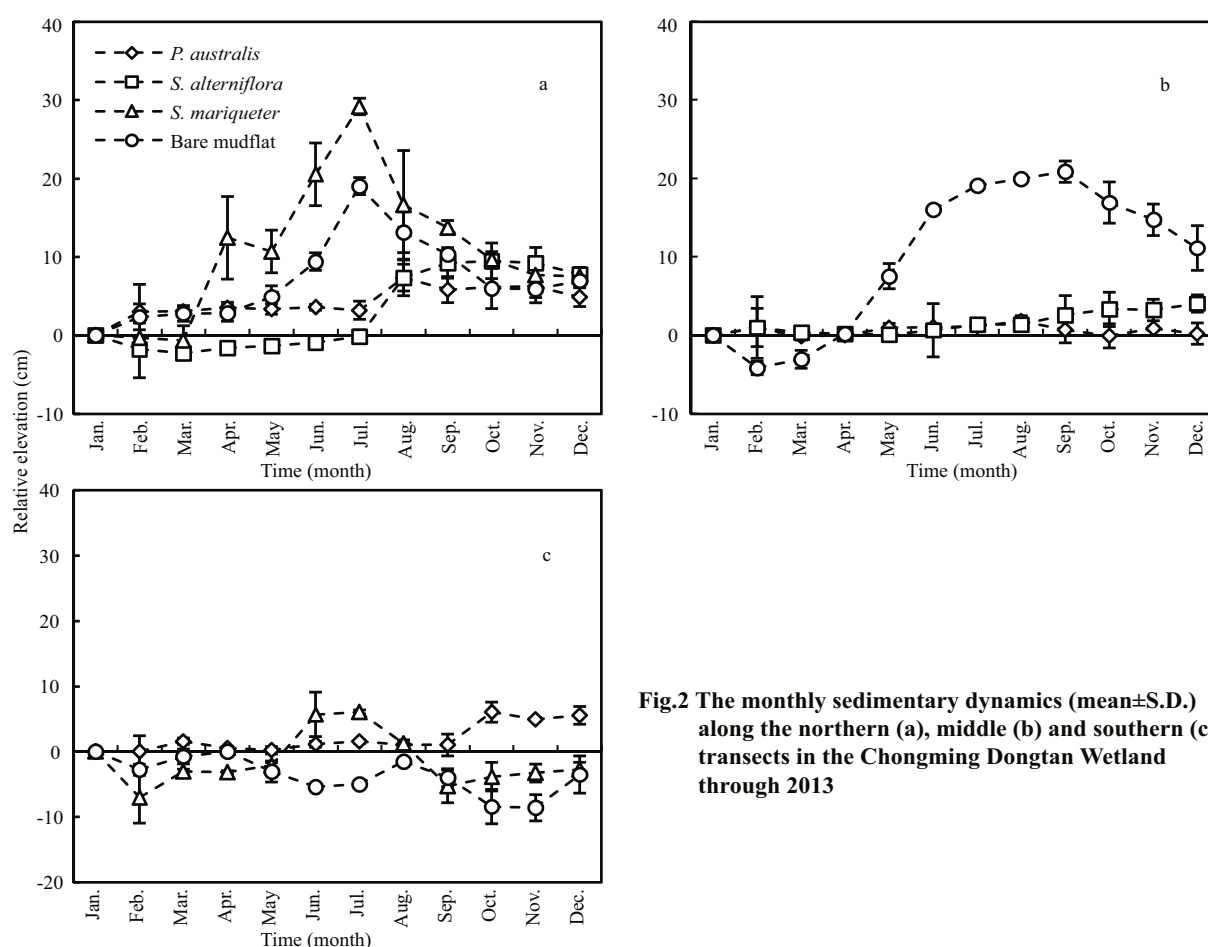 40
30
20
10
0
-10
P. australis
S. alterniflora
S. mariqueter
Bare mudflat
a
Jan. Feb. Mar. Apr. May Jun. Jul. Aug. Sep. Oct. Nov. Dec.
Time (month)
40
30
20
10
0
-10
b
Jan. Feb. Mar. Apr. May Jun. Jul. Aug. Sep. Oct. Nov. Dec.
Time (month)
Relative elevation (cm)
40
30
20
10
0
-10
-20
c
Jan. Feb. Mar. Apr. May Jun. Jul. Aug. Sep. Oct. Nov. Dec.
Time (month)
Fig.2 The monthly sedimentary dynamics (mean±S.D.)
along the northern (a), middle (b) and southern (c
transects in the Chongming Dongtan Wetland
through 2013